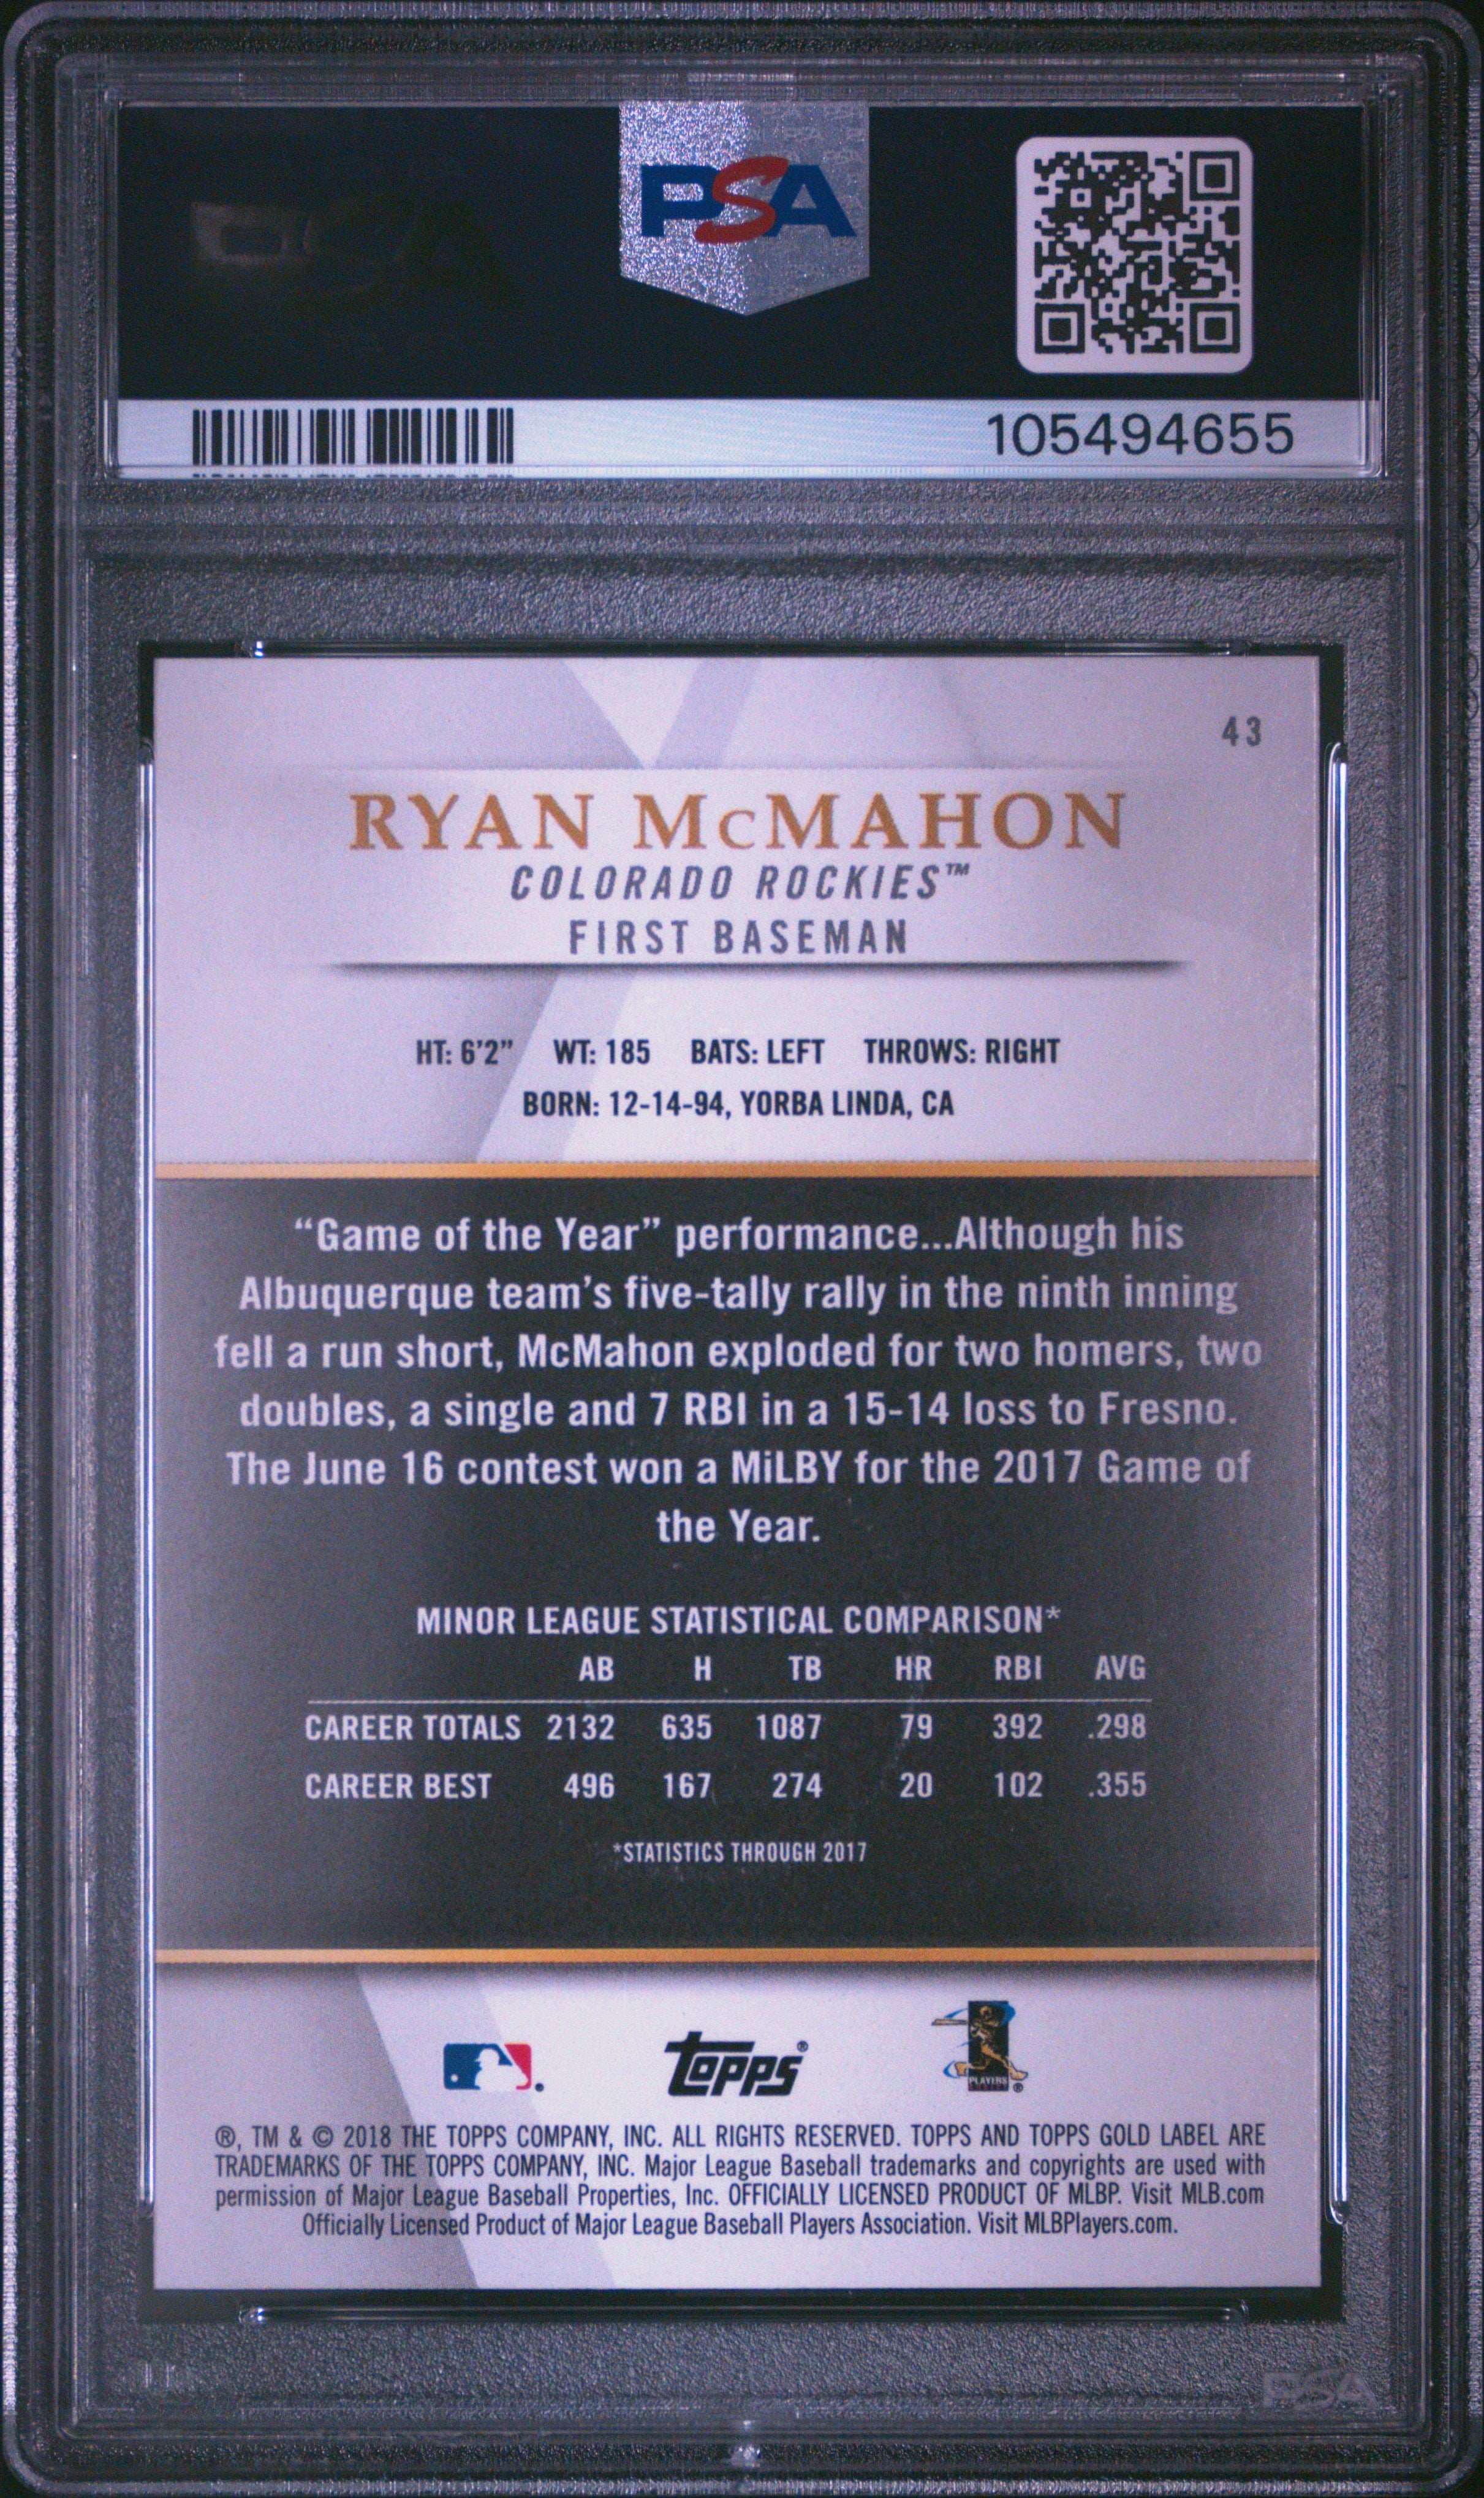 PSA
105494655
43
RYAN McMAHON
COLORADO ROCKIES™
FIRST BASEMAN
HT: 6'2" WT: 185 BATS: LEFT THROWS: RIGHT
BORN: 12-14-94, YORBA LINDA, CA
“Game of the Year” performance...Although his
Albuquerque team’s five-tally rally in the ninth inning
fell a run short, McMahon exploded for two homers, two
doubles, a single and 7 RBI in a 15-14 loss to Fresno.
The June 16 contest won a MiLBY for the 2017 Game of
the Year.
MINOR LEAGUE STATISTICAL COMPARISON*
AB H TB HR RBI AVG
CAREER TOTALS 2132 635 1087 79 392 .298
CAREER BEST 496 167 274 20 102 .355
*STATISTICS THROUGH 2017
topps®
PLAYERS
®, TM & © 2018 THE TOPPS COMPANY, INC. ALL RIGHTS RESERVED. TOPPS AND TOPPS GOLD LABEL ARE
TRADEMARKS OF THE TOPPS COMPANY, INC. Major League Baseball trademarks and copyrights are used with
permission of Major League Baseball Properties, Inc. OFFICIALLY LICENSED PRODUCT OF MLBP. Visit MLB.com
Officially Licensed Product of Major League Baseball Players Association. Visit MLBPlayers.com.
PSA